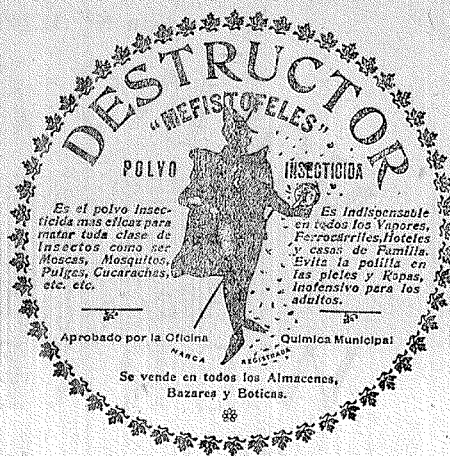 DESTRUCTOR
"MEFISTOFELES"
POLVO INSECTICIDA
Es el polvo insec-
ticida mas eficaz para
matar toda clase de
Insectos como ser
Moscas, Mosquitos,
Pulgas, Cucarachas,
etc. etc.
Es Indispensable
en todos los Vapores,
Ferrocarriles, Hoteles
y casas de Familia.
Evita la polilla en
las pieles y Ropas,
Inofensivo para los
adultos.
Aprobado por la Oficina Quimica Municipal
MARCA REGISTRADA
Se vende en todos los Almacenes,
Bazares y Boticas.